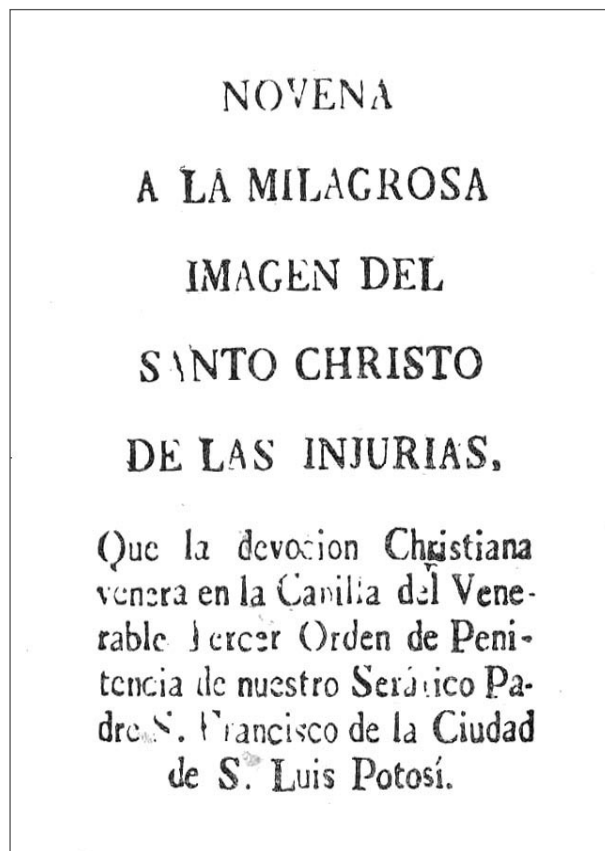 NOVENA
A LA MILAGROSA
IMAGEN DEL
SANTO CHRISTO
DE LAS INJURIAS,
Que la devocion Christiana
venera en la Capilla del Vene-
rable Tercer Orden de Peni-
tencia de nuestro Seráfico Pa-
dre S. Francisco de la Ciudad
de S. Luis Potosí.